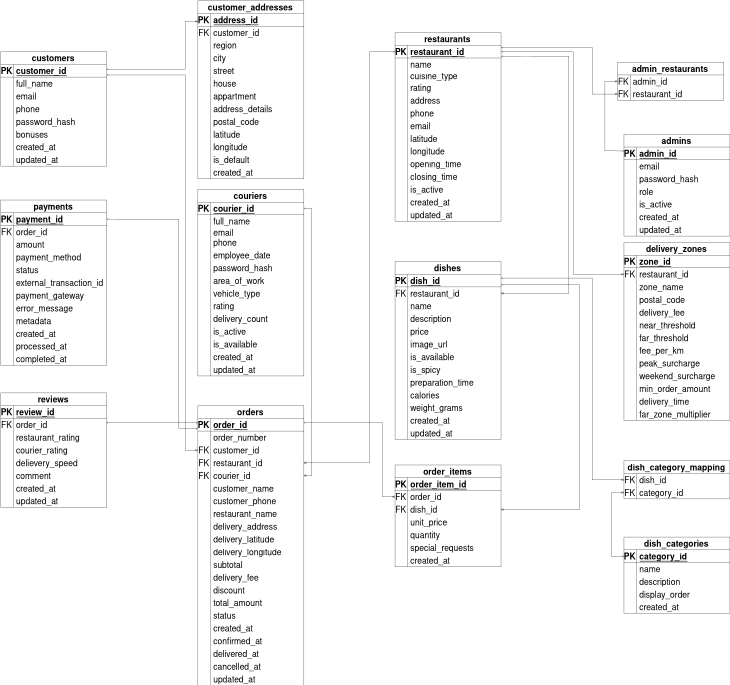 customer_addresses
PK address_id
FK customer_id
region
city
street
house
appartment
address_details
postal_code
latitude
longitude
is_default
created_at
customers
PK customer_id
full_name
email
phone
password_hash
bonuses
created_at
updated_at
payments
PK payment_id
FK order_id
amount
payment_method
status
external_transaction_id
payment_gateway
error_message
metadata
created_at
processed_at
completed_at
reviews
PK review_id
FK order_id
restaurant_rating
courier_rating
delievery_speed
comment
created_at
updated_at
couriers
PK courier_id
full_name
email
phone
employee_date
password_hash
area_of_work
vehicle_type
rating
delivery_count
is_active
is_available
created_at
updated_at
orders
PK order_id
order_number
FK customer_id
FK restaurant_id
FK courier_id
customer_name
customer_phone
restaurant_name
delivery_address
delivery_latitude
delivery_longitude
subtotal
delivery_fee
discount
total_amount
status
created_at
confirmed_at
delivered_at
cancelled_at
updated_at
restaurants
PK restaurant_id
name
cuisine_type
rating
address
phone
email
latitude
longitude
opening_time
closing_time
is_active
created_at
updated_at
dishes
PK dish_id
FK restaurant_id
name
description
price
image_url
is_available
is_spicy
preparation_time
calories
weight_grams
created_at
updated_at
order_items
PK order_item_id
FK order_id
FK dish_id
unit_price
quantity
special_requests
created_at
admin_restaurants
FK admin_id
FK restaurant_id
admins
PK admin_id
email
password_hash
role
is_active
created_at
updated_at
delivery_zones
PK zone_id
FK restaurant_id
zone_name
postal_code
delivery_fee
near_threshold
far_threshold
fee_per_km
peak_surcharge
weekend_surcharge
min_order_amount
delivery_time
far_zone_multiplier
dish_category_mapping
FK dish_id
FK category_id
dish_categories
PK category_id
name
description
display_order
created_at